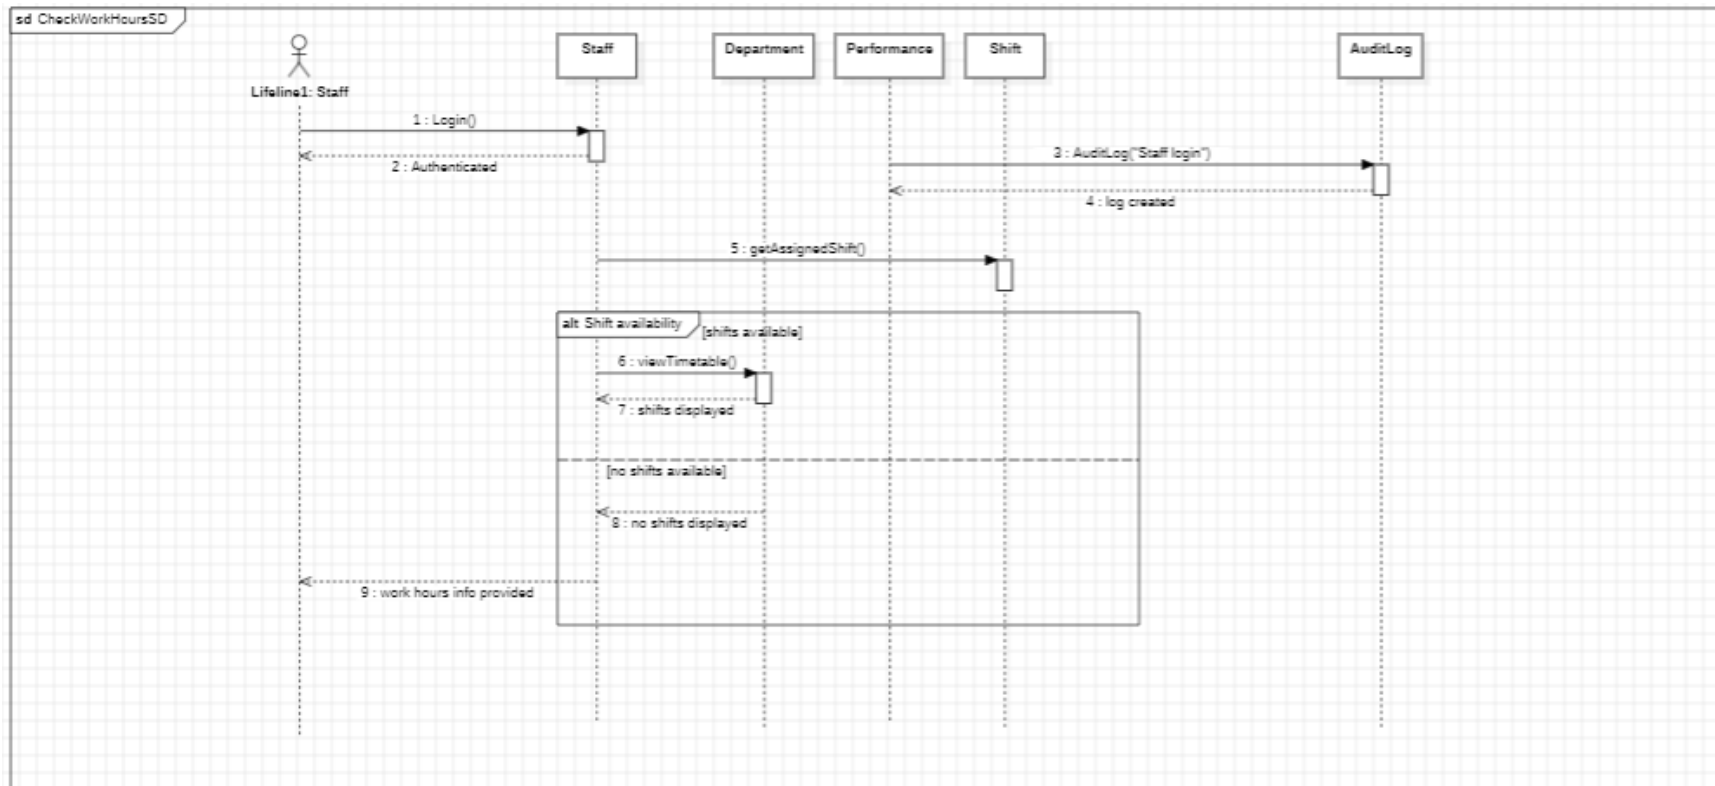 sd CheckWorkHoursSD
Lifeline1: Staff
Staff
Department
Performance
Shift
AuditLog
1 : Login()
2 : Authenticated
3 : AuditLog("Staff login")
4 : log created
5 : getAssignedShift()
alt Shift availability
[shifts available]
6 : viewTimetable()
7 : shifts displayed
[no shifts available]
8 : no shifts displayed
9 : work hours info provided